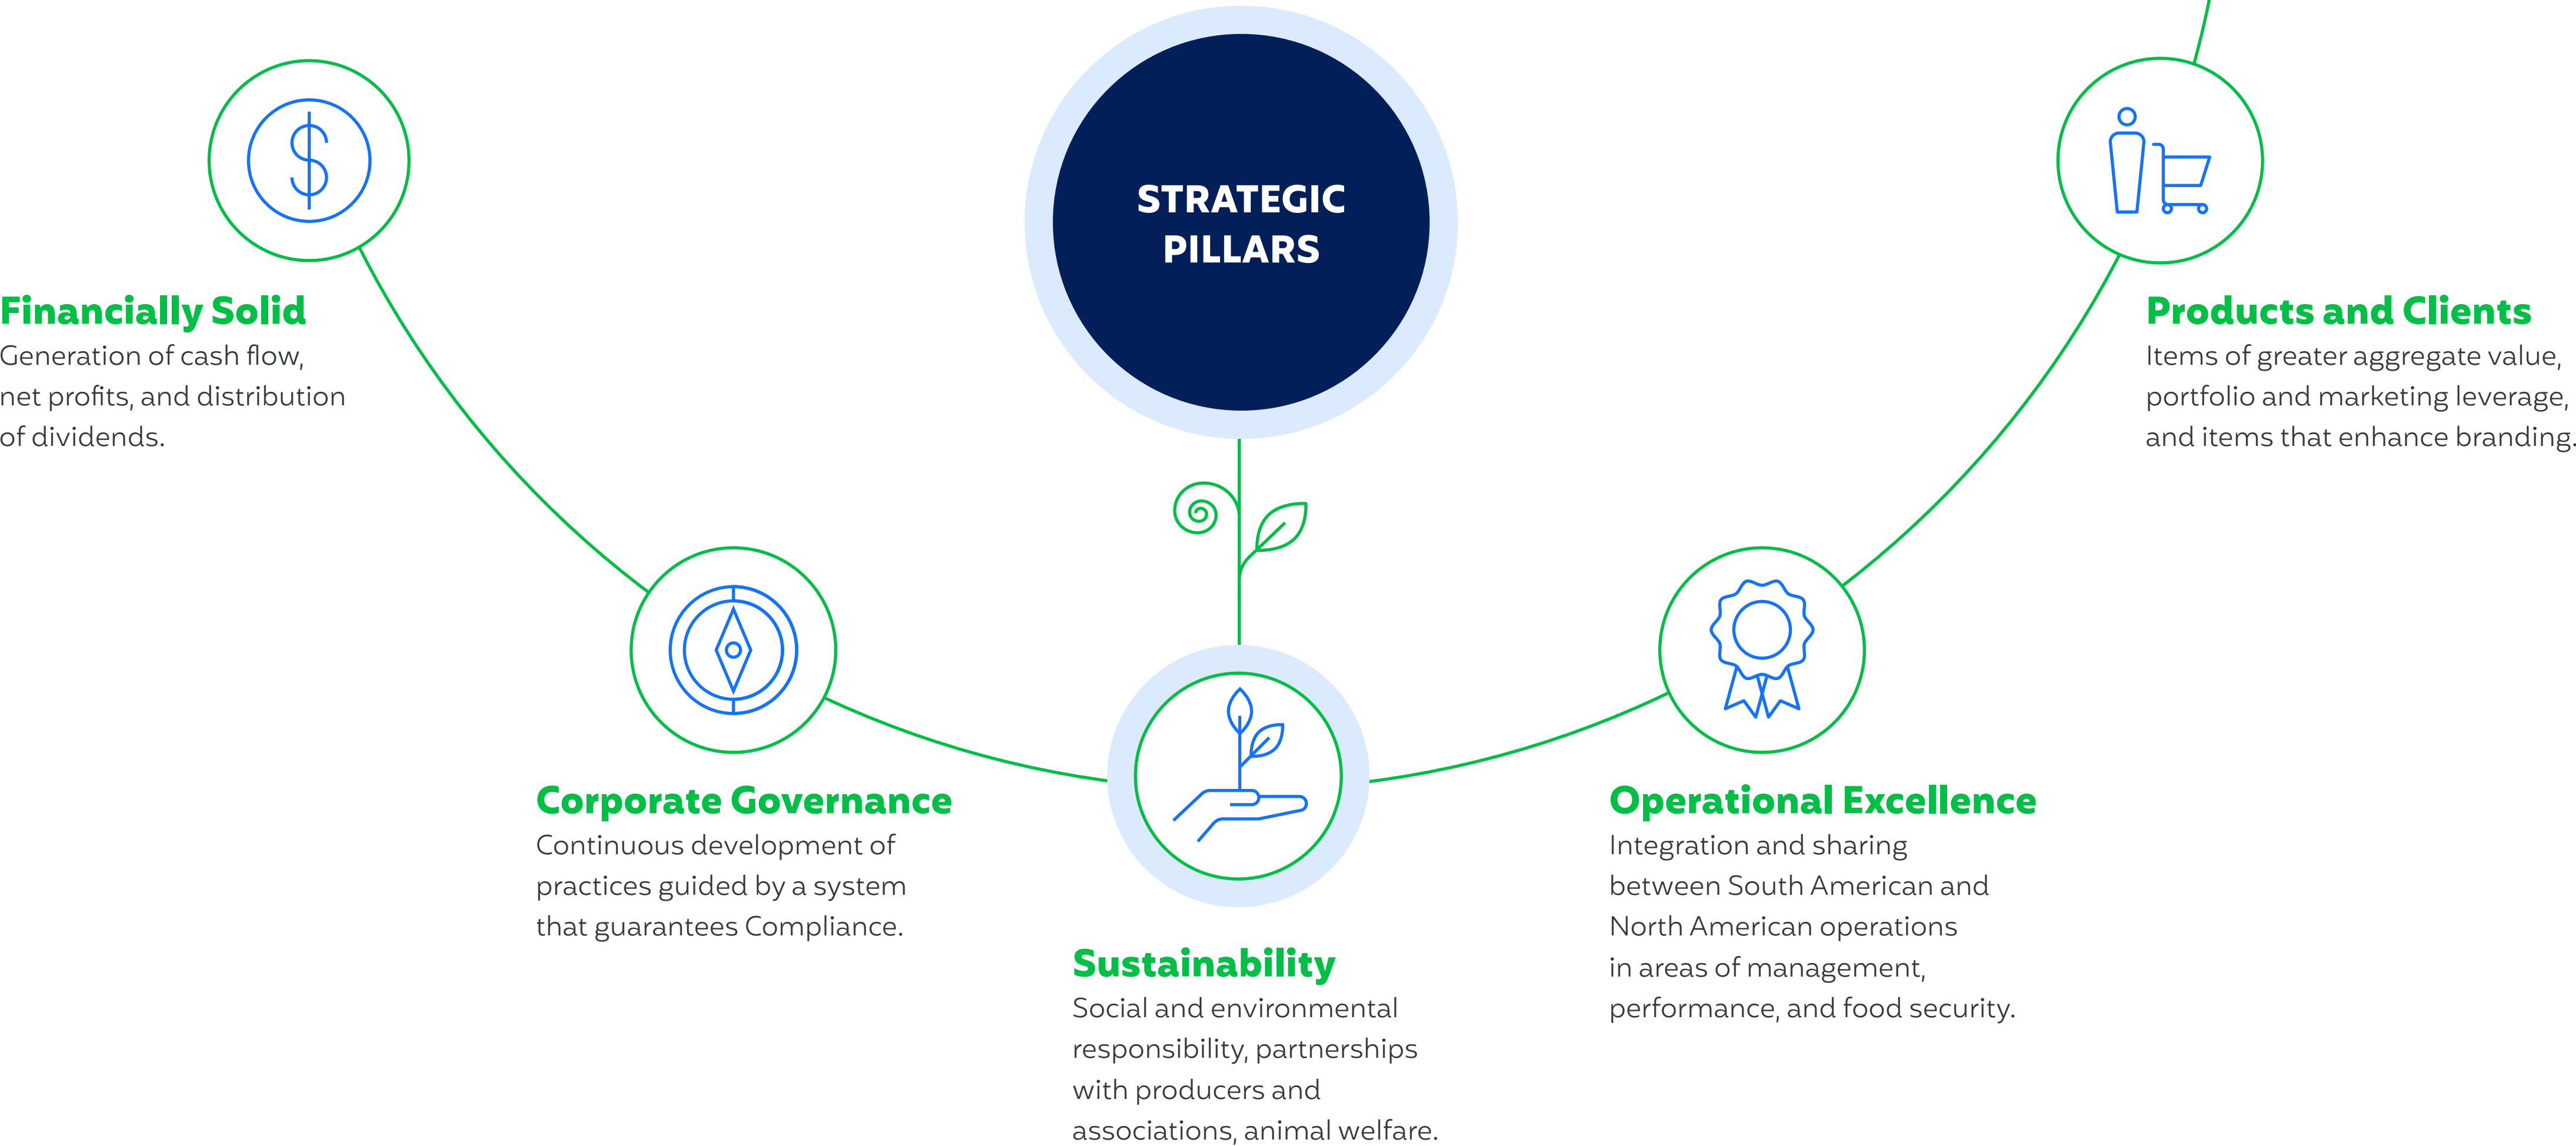 STRATEGIC
PILLARS
Financially Solid
Generation of cash flow,
net profits, and distribution
of dividends.
Corporate Governance
Continuous development of
practices guided by a system
that guarantees Compliance.
Sustainability
Social and environmental
responsibility, partnerships
with producers and
associations, animal welfare.
Operational Excellence
Integration and sharing
between South American and
North American operations
in areas of management,
performance, and food security.
Products and Clients
Items of greater aggregate value,
portfolio and marketing leverage,
and items that enhance branding.